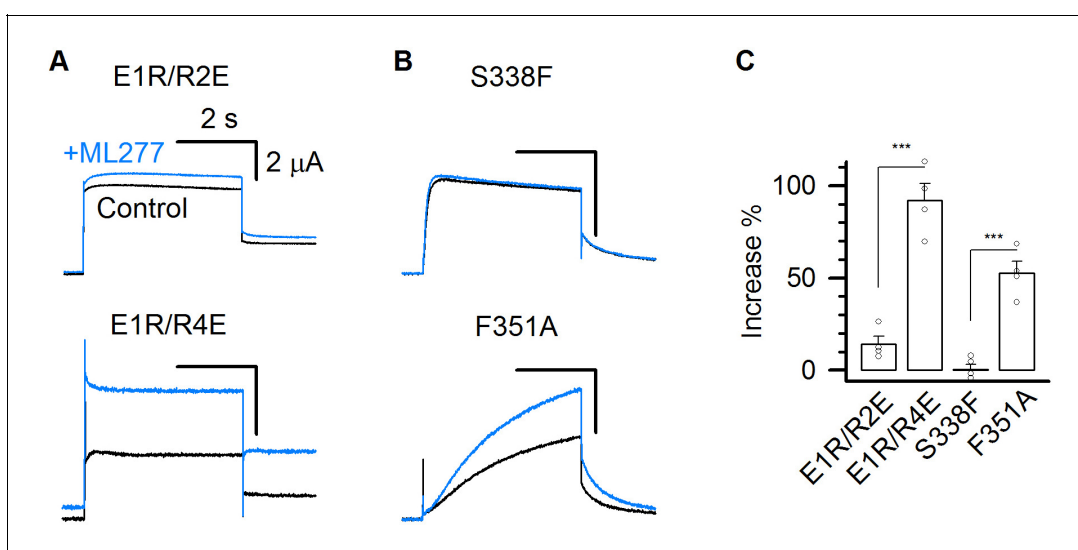 A
E1R/R2E
2 s
+ML277
2 μA
Control
E1R/R4E
B
S338F
F351A
C
Increase %
100
50
0
***
***
E1R/R2E
E1R/R4E
S338F
F351A